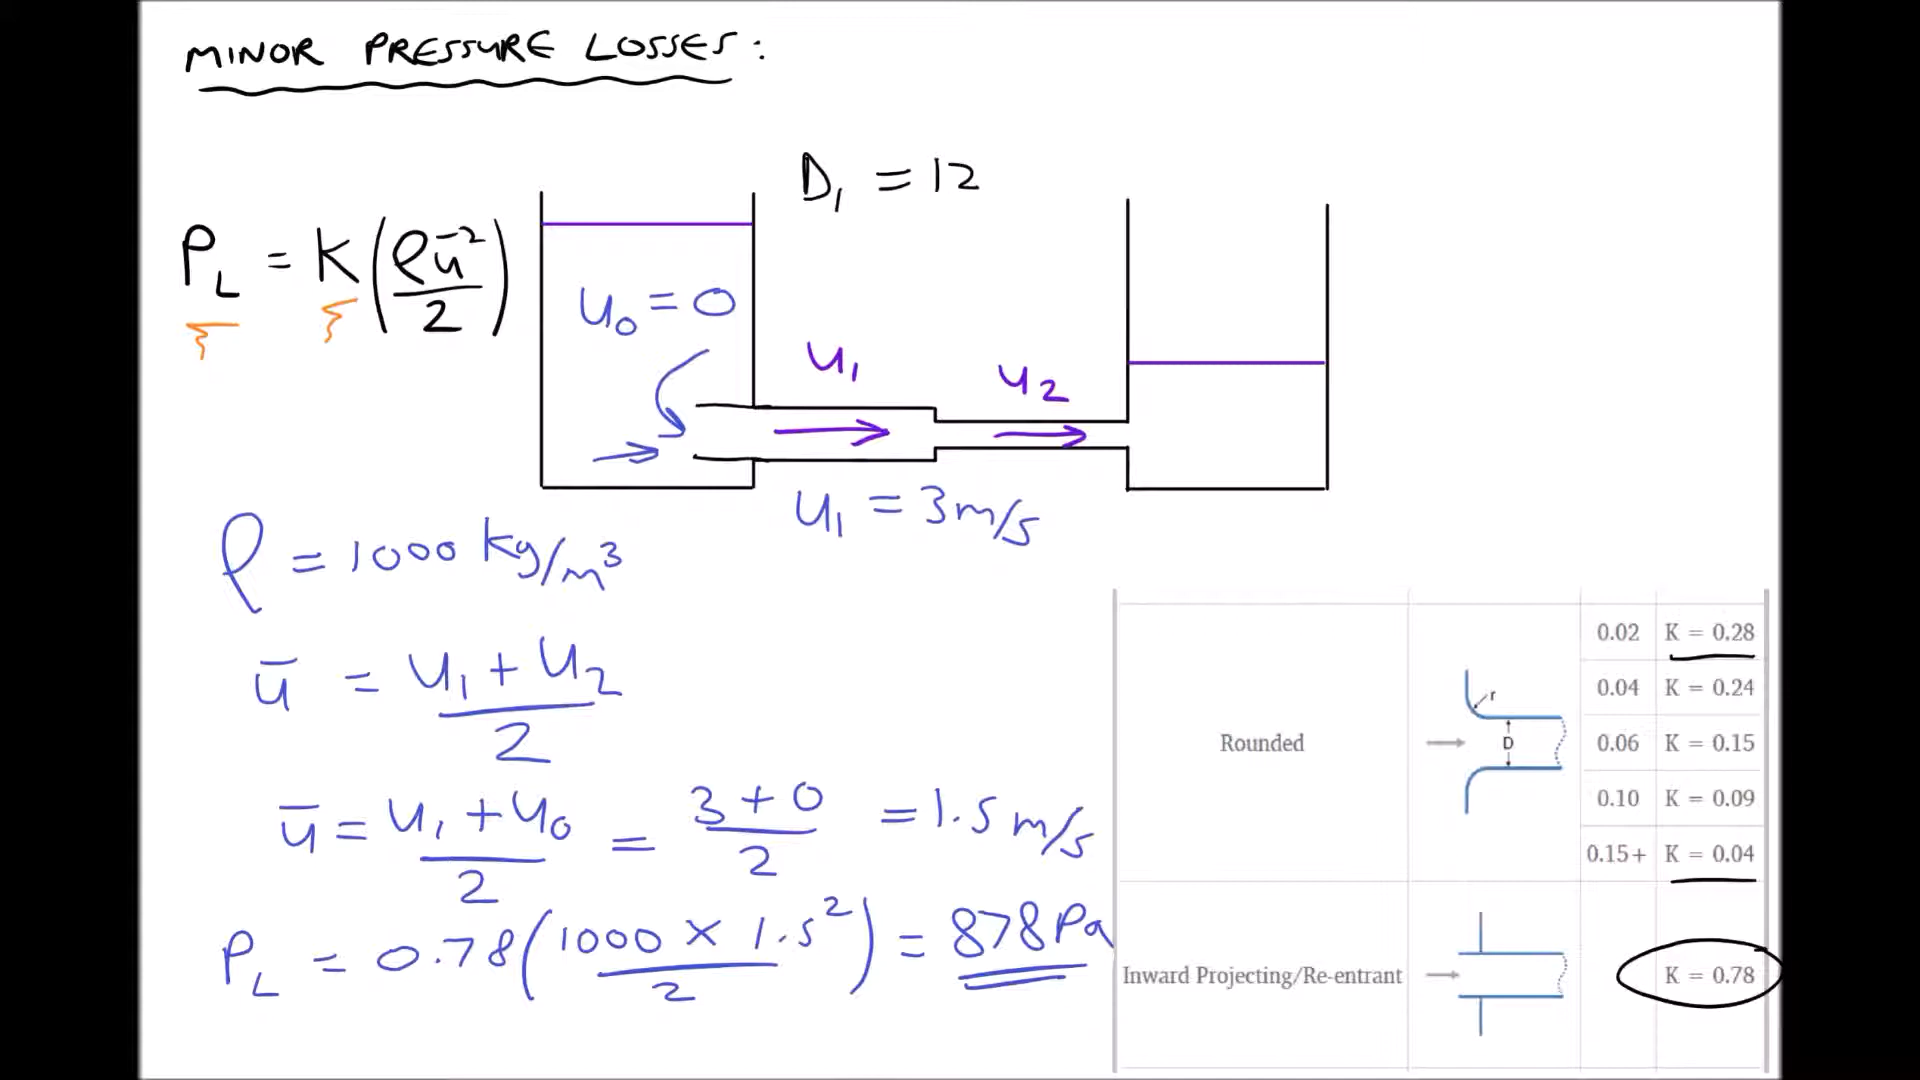 MINOR PRESSURE LOSSES:
D₁ = 12
P_L = K(ρū²/2)
u₀ = 0
u₁
u₂
u₁ = 3m/s
ρ = 1000 kg/m³
ū = u₁ + u₂ / 2
ū = u₁ + u₀ / 2 = 3 + 0 / 2 = 1.5 m/s
P_L = 0.78(1000 × 1.5² / 2) = 878 Pa
0.02 K = 0.28
0.04 K = 0.24
r
Rounded D 0.06 K = 0.15
0.10 K = 0.09
0.15+ K = 0.04
Inward Projecting/Re-entrant K = 0.78